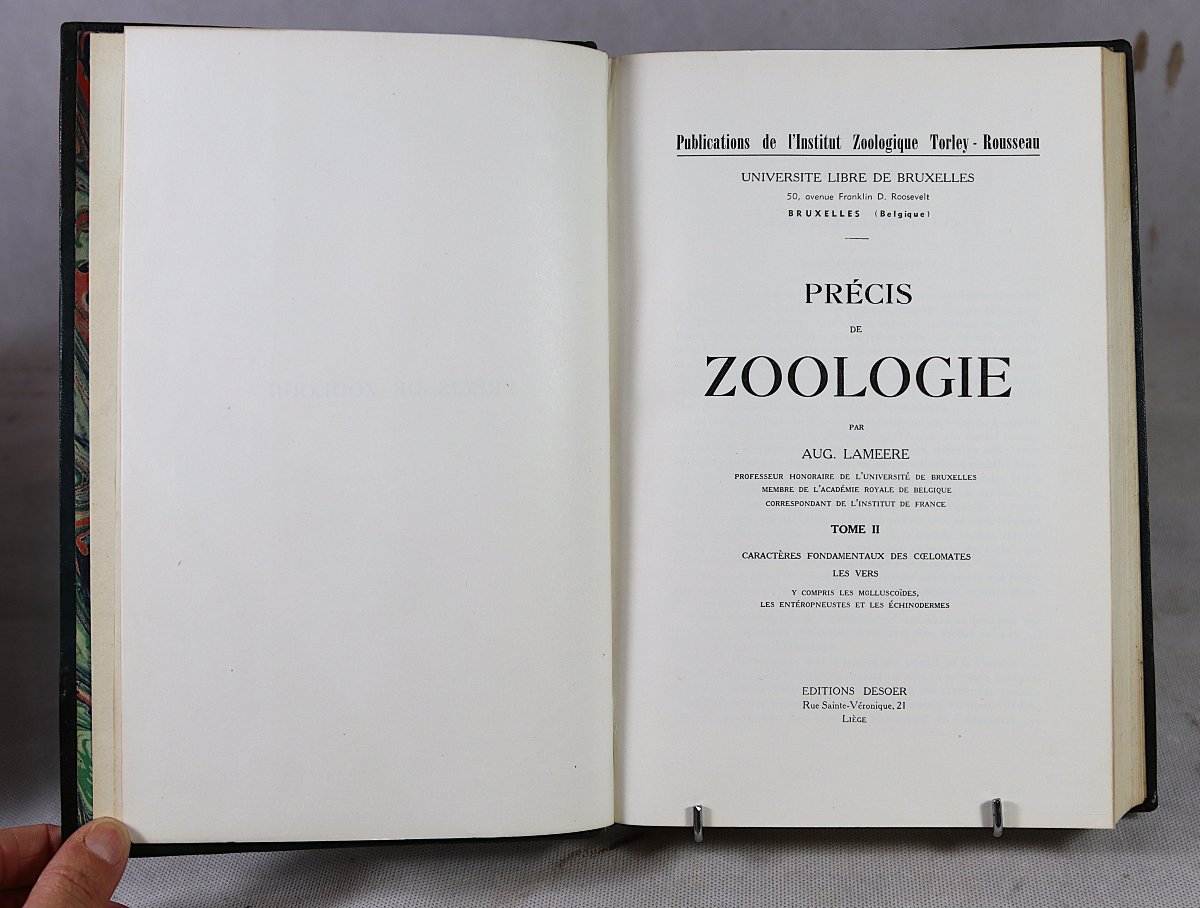 Publications de l'Institut Zoologique Torley - Rousseau
UNIVERSITE LIBRE DE BRUXELLES
50, avenue Franklin D. Roosevelt
BRUXELLES (Belgique)
PRÉCIS
DE
ZOOLOGIE
PAR
AUG. LAMEERE
PROFESSEUR HONORAIRE DE L'UNIVERSITÉ DE BRUXELLES
MEMBRE DE L'ACADÉMIE ROYALE DE BELGIQUE
CORRESPONDANT DE L'INSTITUT DE FRANCE
TOME II
CARACTÈRES FONDAMENTAUX DES CŒLOMATES
LES VERS
Y COMPRIS LES MOLLUSCOÏDES,
LES ENTÉROPNEUSTES ET LES ÉCHINODERMES
EDITIONS DESOER
Rue Sainte-Véronique, 21
LIÈGE